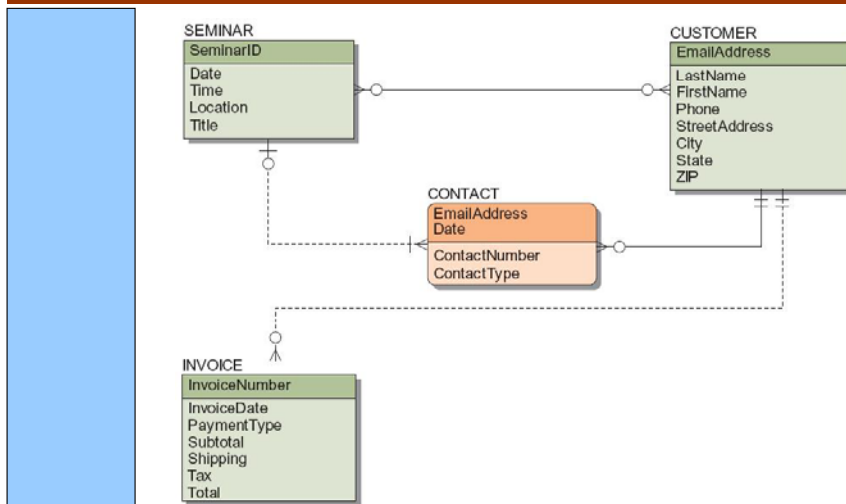 SEMINAR
SeminarID
Date
Time
Location
Title
CUSTOMER
EmailAddress
LastName
FirstName
Phone
StreetAddress
City
State
ZIP
CONTACT
EmailAddress
Date
ContactNumber
ContactType
INVOICE
InvoiceNumber
InvoiceDate
PaymentType
Subtotal
Shipping
Tax
Total